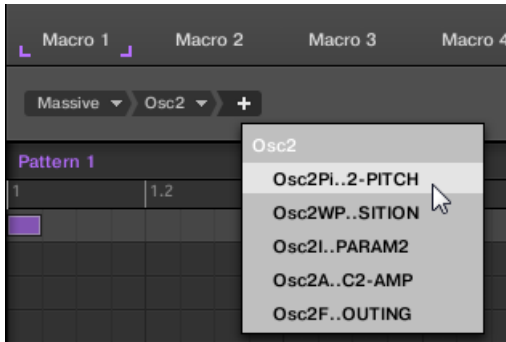 Macro 1 Macro 2 Macro 3 Macro 4
Massive Osc2 +
Osc2
Pattern 1
Osc2Pi..2-PITCH
1 1.2
Osc2WP..SITION
Osc2I..PARAM2
Osc2A..C2-AMP
Osc2F..OUTING